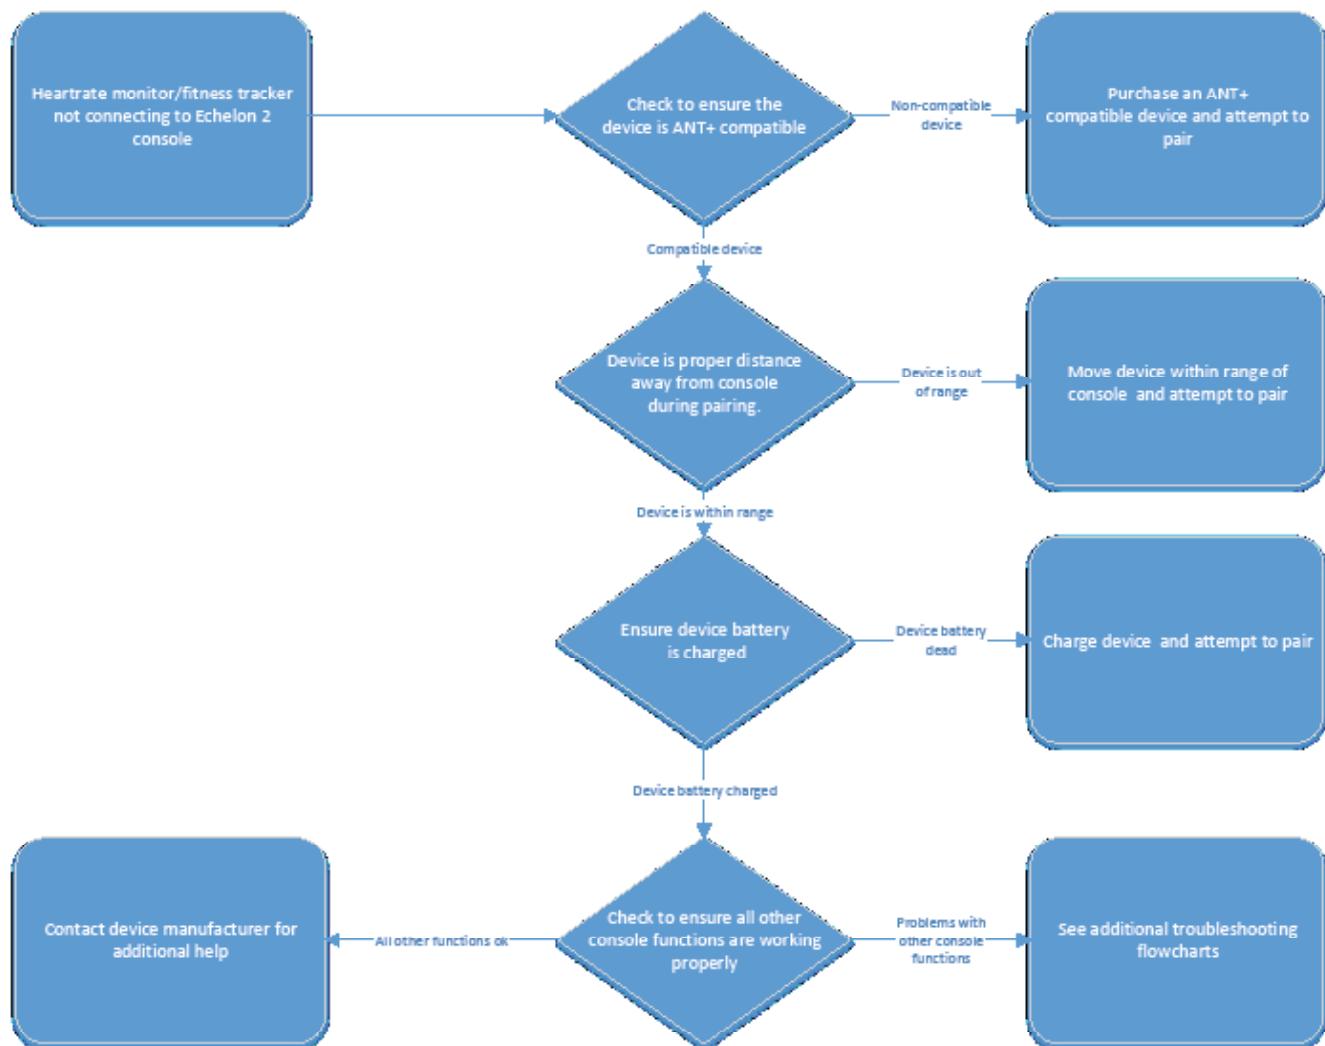 Heartrate monitor/fitness tracker
not connecting to Echelon 2
console
Check to ensure the
device is ANT+ compatible
Non-compatible
device
Purchase an ANT+
compatible device and attempt to
pair
Compatible device
Device is proper distance
away from console
during pairing.
Device is out
of range
Move device within range of
console and attempt to pair
Device is within range
Ensure device battery
is charged
Device battery
dead
Charge device and attempt to pair
Device battery charged
Contact device manufacturer for
additional help
All other functions ok
Check to ensure all other
console functions are working
properly
Problems with
other console
functions
See additional troubleshooting
flowcharts